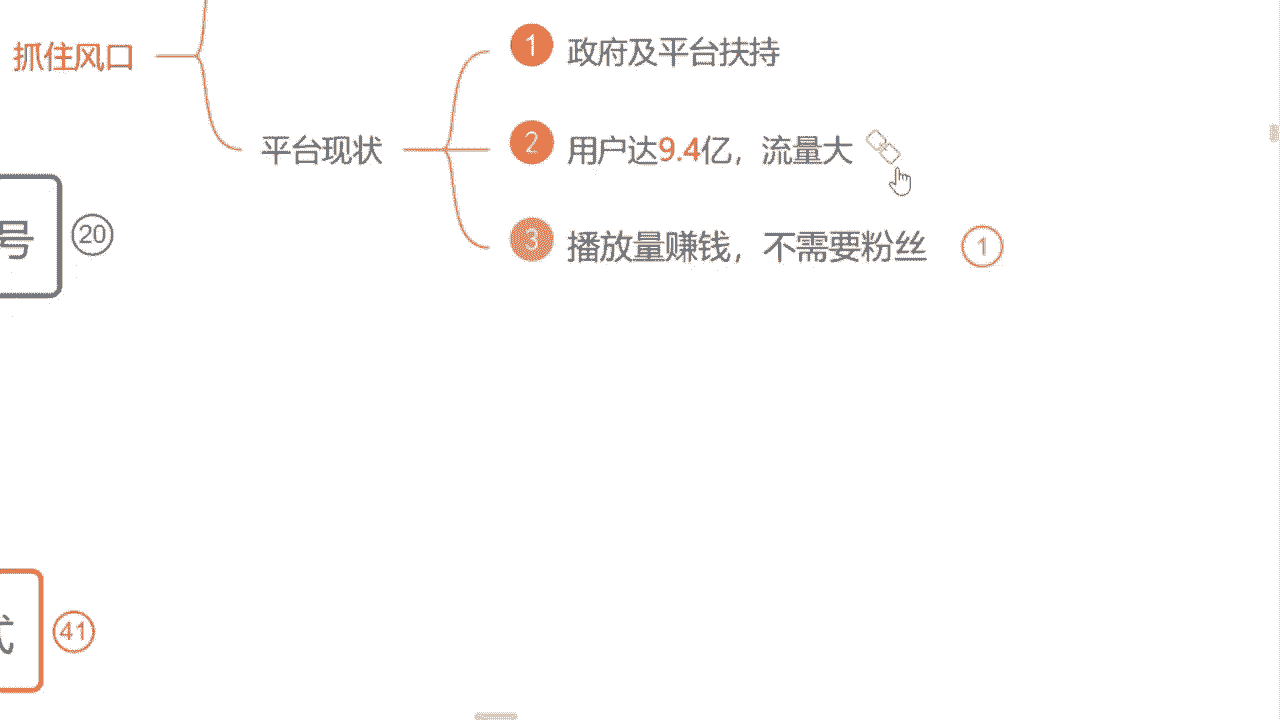 抓住风口
1 政府及平台扶持
平台现状
2 用户达9.4亿，流量大
3 播放量赚钱，不需要粉丝 1
号 20
式 41